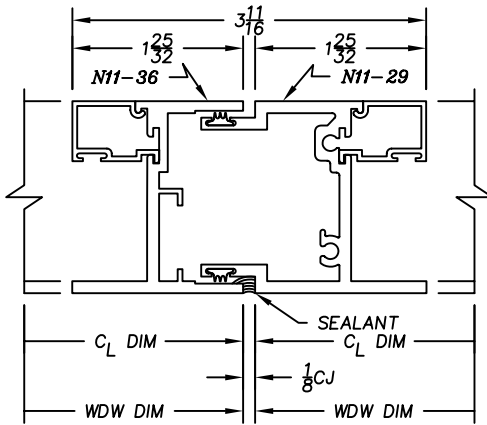 3 11/16
1 25/32 1 25/32
N11-36 N11-29
SEALANT
CL DIM CL DIM
1/8 CJ
WDW DIM WDW DIM